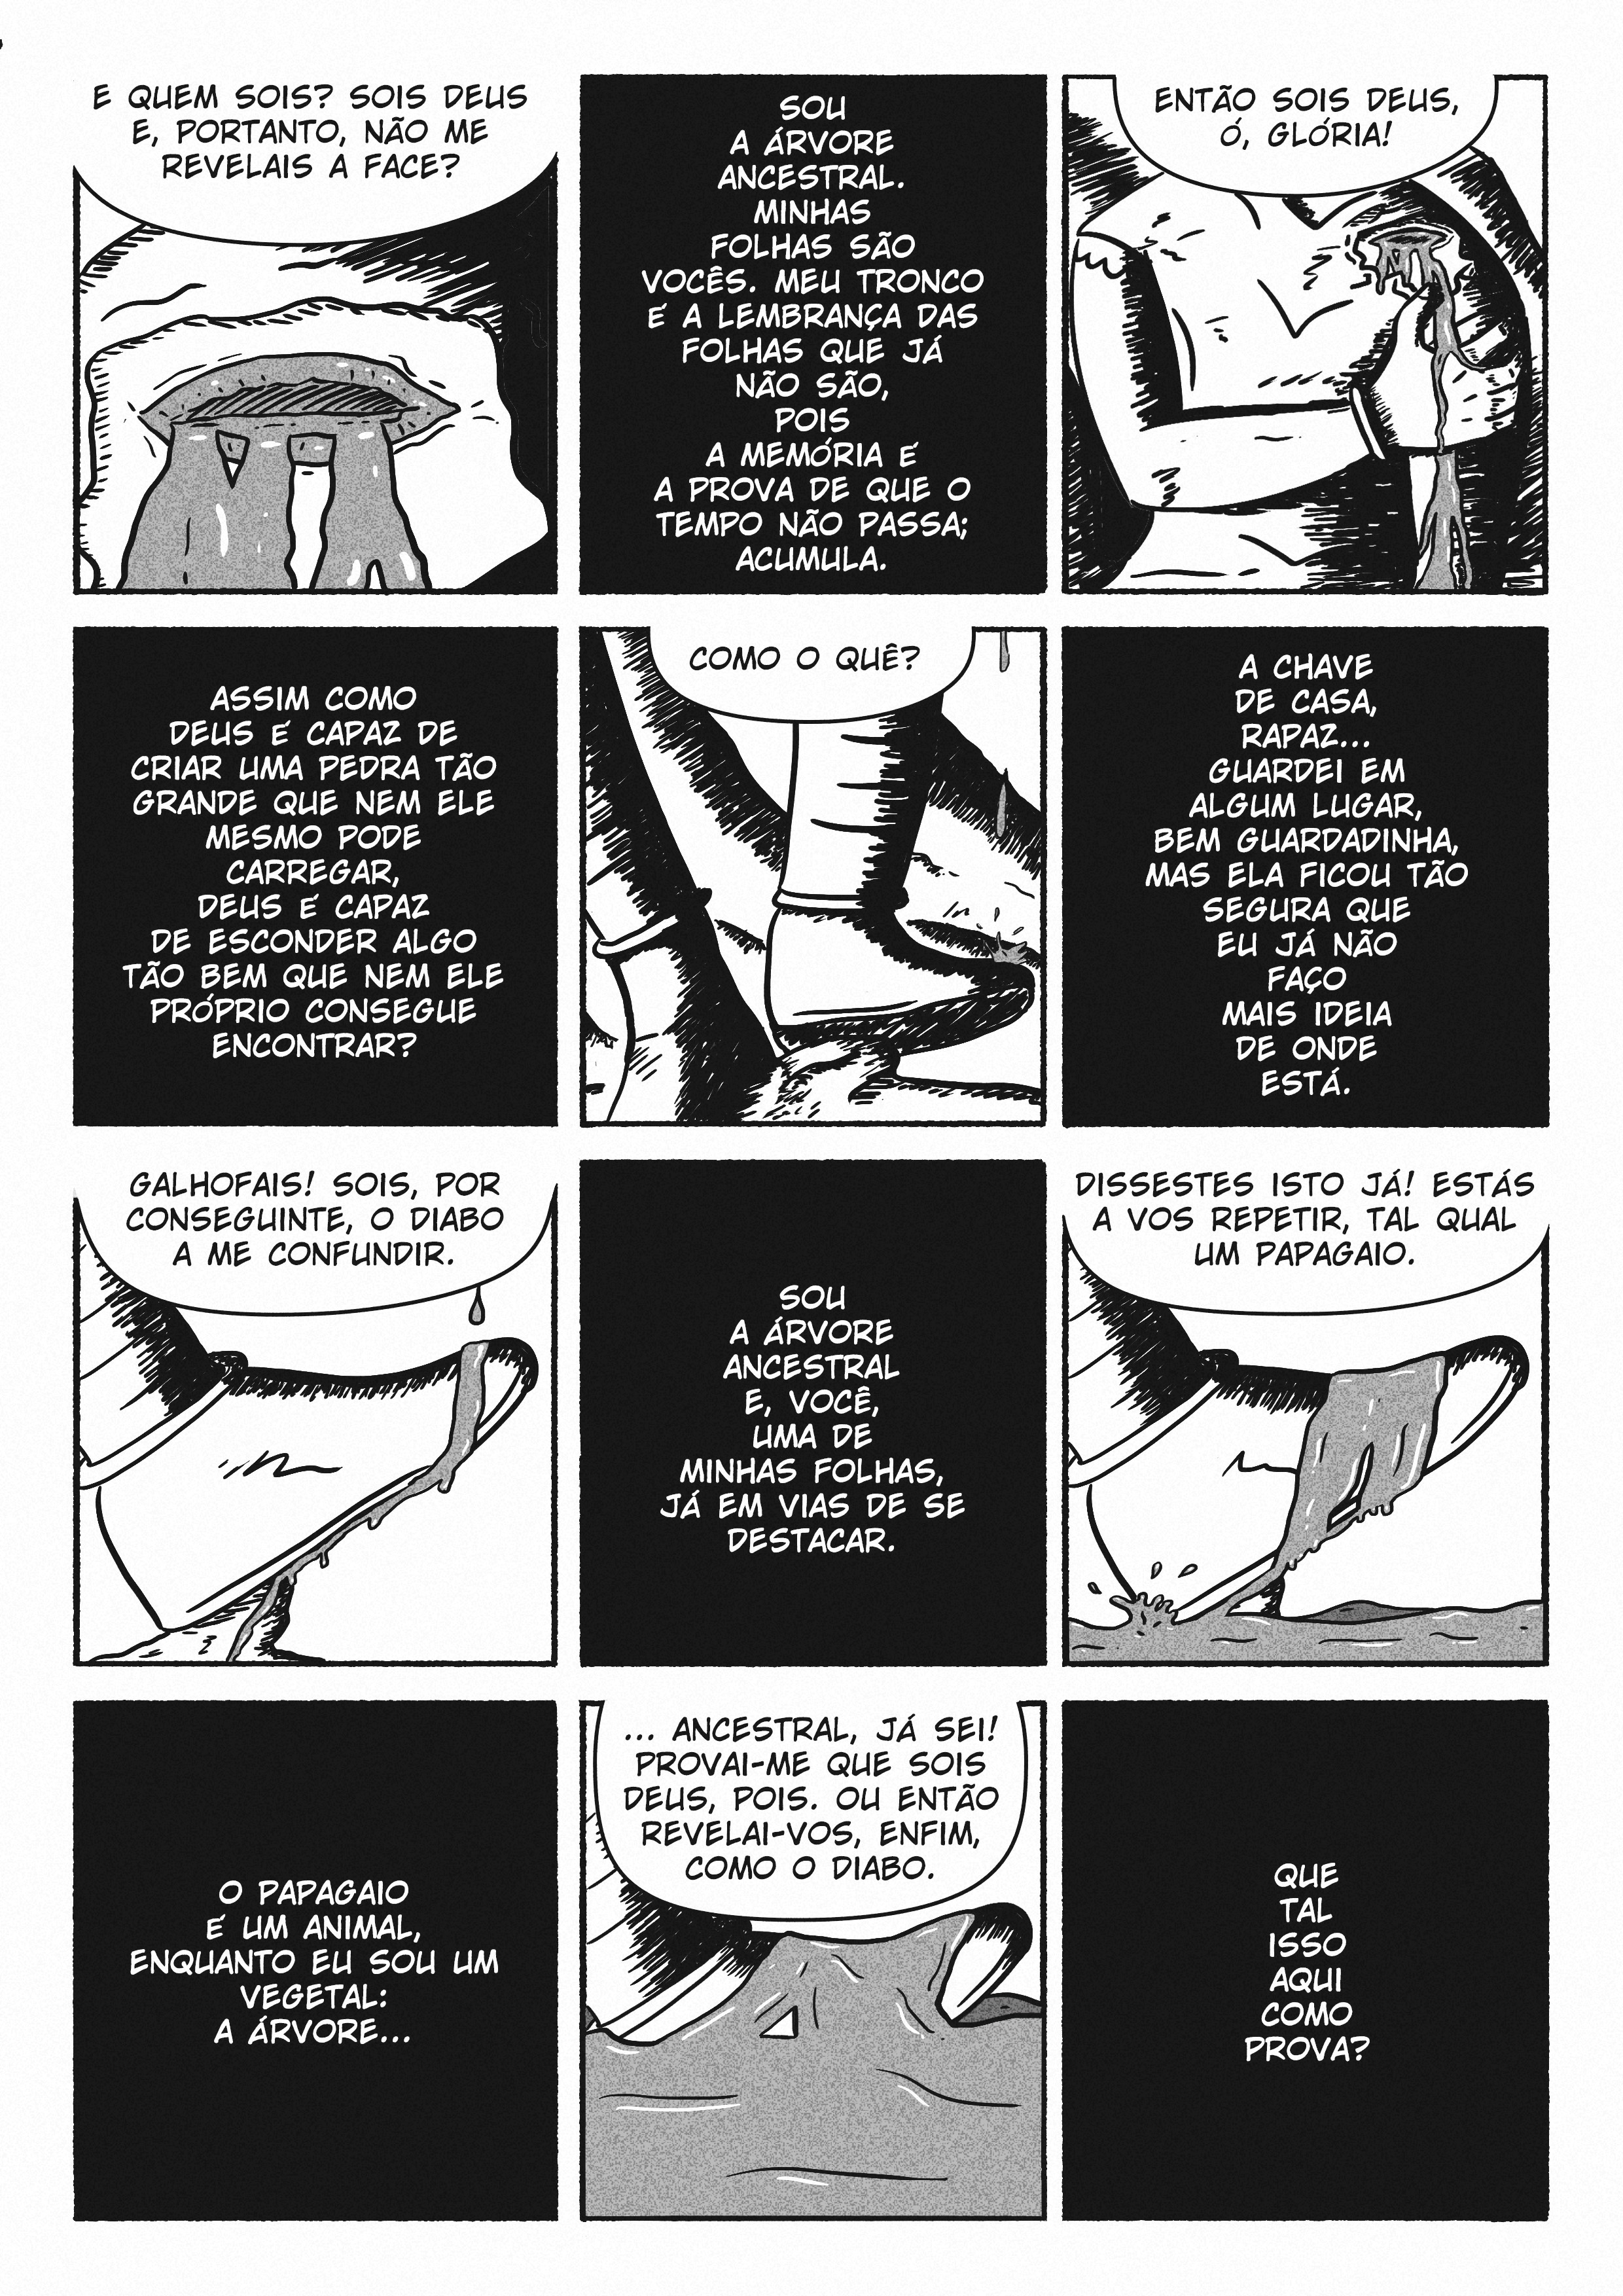 E QUEM SOIS? SOIS DEUS
E, PORTANTO, NÃO ME
REVELAIS A FACE?
SOU
A ÁRVORE
ANCESTRAL.
MINHAS
FOLHAS SÃO
VOCÊS. MEU TRONCO
É A LEMBRANÇA DAS
FOLHAS QUE JÁ
NÃO SÃO,
POIS
A MEMÓRIA É
A PROVA DE QUE O
TEMPO NÃO PASSA;
ACUMULA.
ENTÃO SOIS DEUS,
Ó, GLÓRIA!
ASSIM COMO
DEUS É CAPAZ DE
CRIAR UMA PEDRA TÃO
GRANDE QUE NEM ELE
MESMO PODE
CARREGAR,
DEUS É CAPAZ
DE ESCONDER ALGO
TÃO BEM QUE NEM ELE
PRÓPRIO CONSEGUE
ENCONTRAR?
COMO O QUÊ?
A CHAVE
DE CASA,
RAPAZ...
GUARDEI EM
ALGUM LUGAR,
BEM GUARDADINHA,
MAS ELA FICOU TÃO
SEGURA QUE
EU JÁ NÃO
FAÇO
MAIS IDEIA
DE ONDE
ESTÁ.
GALHOFAIS! SOIS, POR
CONSEGUINTE, O DIABO
A ME CONFUNDIR.
SOU
A ÁRVORE
ANCESTRAL
E, VOCÊ,
UMA DE
MINHAS FOLHAS,
JÁ EM VIAS DE SE
DESTACAR.
DISSESTES ISTO JÁ! ESTÁS
A VOS REPETIR, TAL QUAL
UM PAPAGAIO.
O PAPAGAIO
É UM ANIMAL,
ENQUANTO EU SOU UM
VEGETAL:
A ÁRVORE...
... ANCESTRAL, JÁ SEI!
PROVAI-ME QUE SOIS
DEUS, POIS. OU ENTÃO
REVELAI-VOS, ENFIM,
COMO O DIABO.
QUE
TAL
ISSO
AQUI
COMO
PROVA?